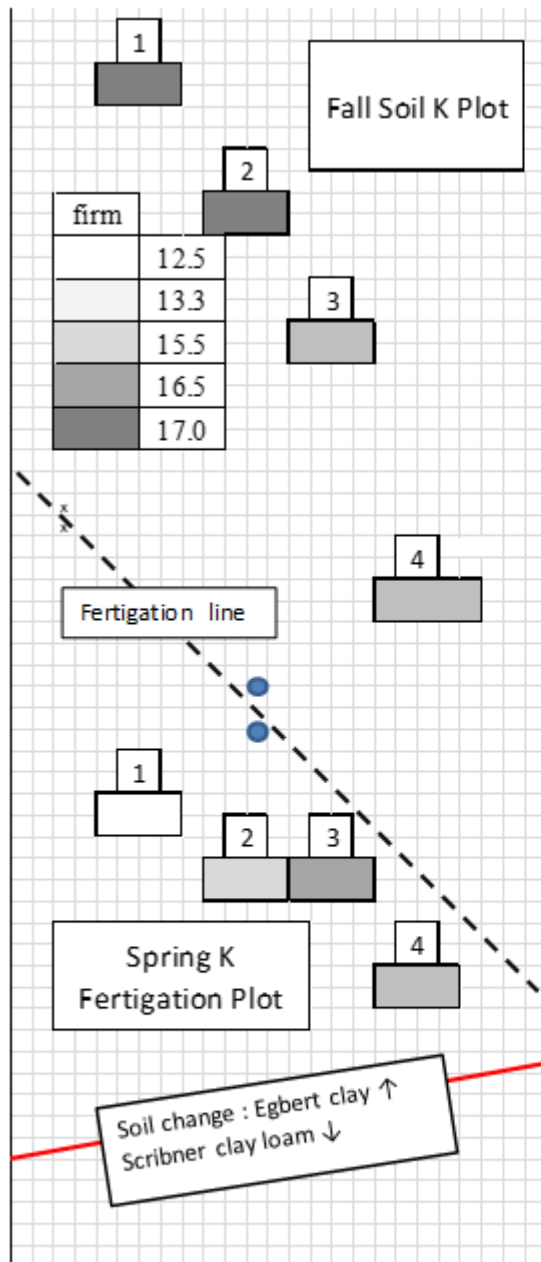 1
Fall Soil K Plot
2
firm
12.5
13.3
15.5
16.5
17.0
3
x
x
4
Fertigation line
1
2
3
4
Spring K
Fertigation Plot
Soil change : Egbert clay ↑
Scribner clay loam ↓